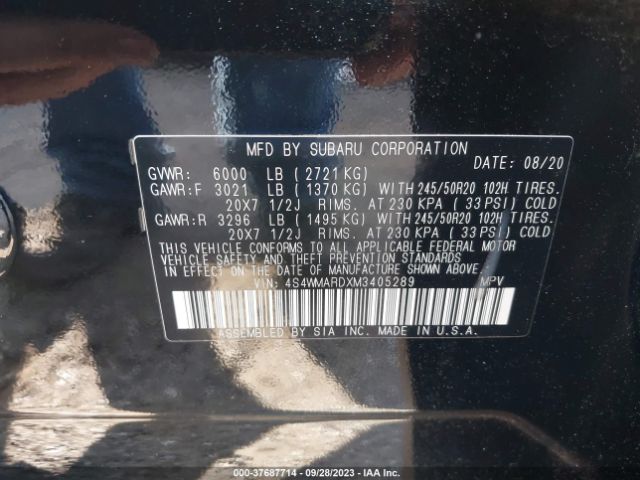 MFD BY SUBARU CORPORATION
DATE: 08/20
GVWR: 6000 LB ( 2721 KG)
GAWR:F 3021 LB ( 1370 KG) WITH 245/50R20 102H TIRES.
20X7 1/2J RIMS. AT 230 KPA ( 33 PSI) COLD
GAWR:R 3296 LB ( 1495 KG) WITH 245/50R20 102H TIRES.
20X7 1/2J RIMS. AT 230 KPA ( 33 PSI) COLD
THIS VEHICLE CONFORMS TO ALL APPLICABLE FEDERAL MOTOR
VEHICLE SAFETY AND THEFT PREVENTION STANDARDS
IN EFFECT ON THE DATE OF MANUFACTURE SHOWN ABOVE.
VIN: 4S4WMARDXM3405289 MPV
ASSEMBLED BY SIA INC. MADE IN U.S.A.
000-37687714 - 09/28/2023 - IAA Inc.